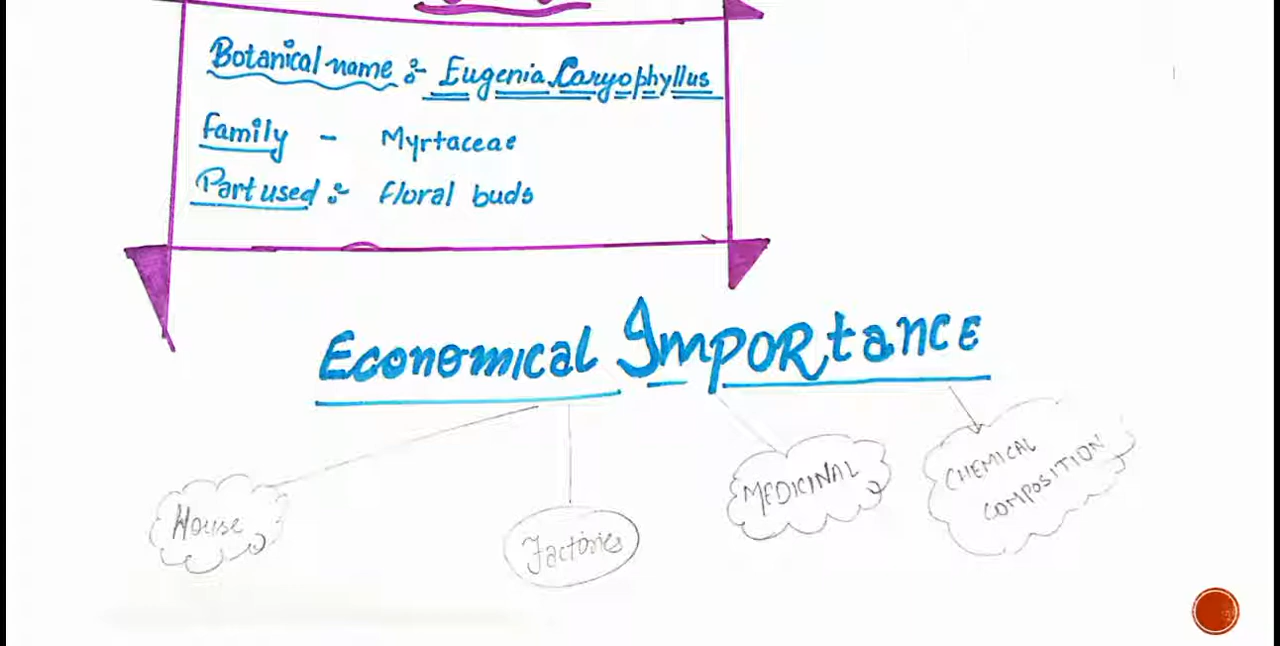 Botanical name :- Eugenia Caryophyllus
Family - Myrtaceae
Part used :- Floral buds
Economical Importance
House
Factories
MEDICINAL
CHEMICAL
COMPOSITION